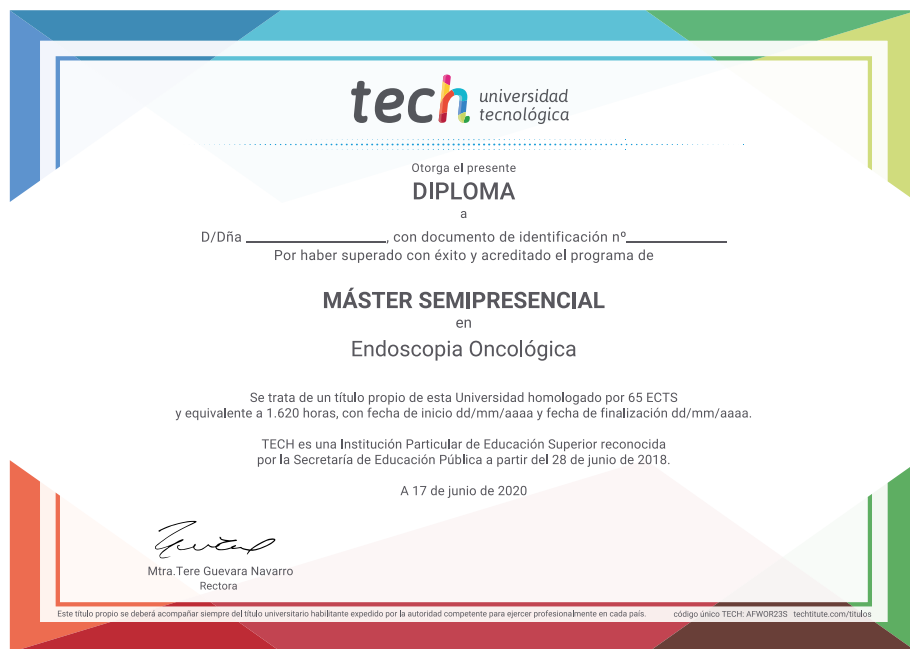 tech universidad
tecnológica
Otorga el presente
DIPLOMA
a
D/Dña ____________, con documento de identificación nº____________
Por haber superado con éxito y acreditado el programa de
MÁSTER SEMIPRESENCIAL
en
Endoscopia Oncológica
Se trata de un título propio de esta Universidad homologado por 65 ECTS
y equivalente a 1.620 horas, con fecha de inicio dd/mm/aaaa y fecha de finalización dd/mm/aaaa.
TECH es una Institución Particular de Educación Superior reconocida
por la Secretaría de Educación Pública a partir del 28 de junio de 2018.
A 17 de junio de 2020
Mtra.Tere Guevara Navarro
Rectora
Este título propio se deberá acompañar siempre del título universitario habilitante expedido por la autoridad competente para ejercer profesionalmente en cada país. código único TECH: AFWOR23S techtitute.com/titulos